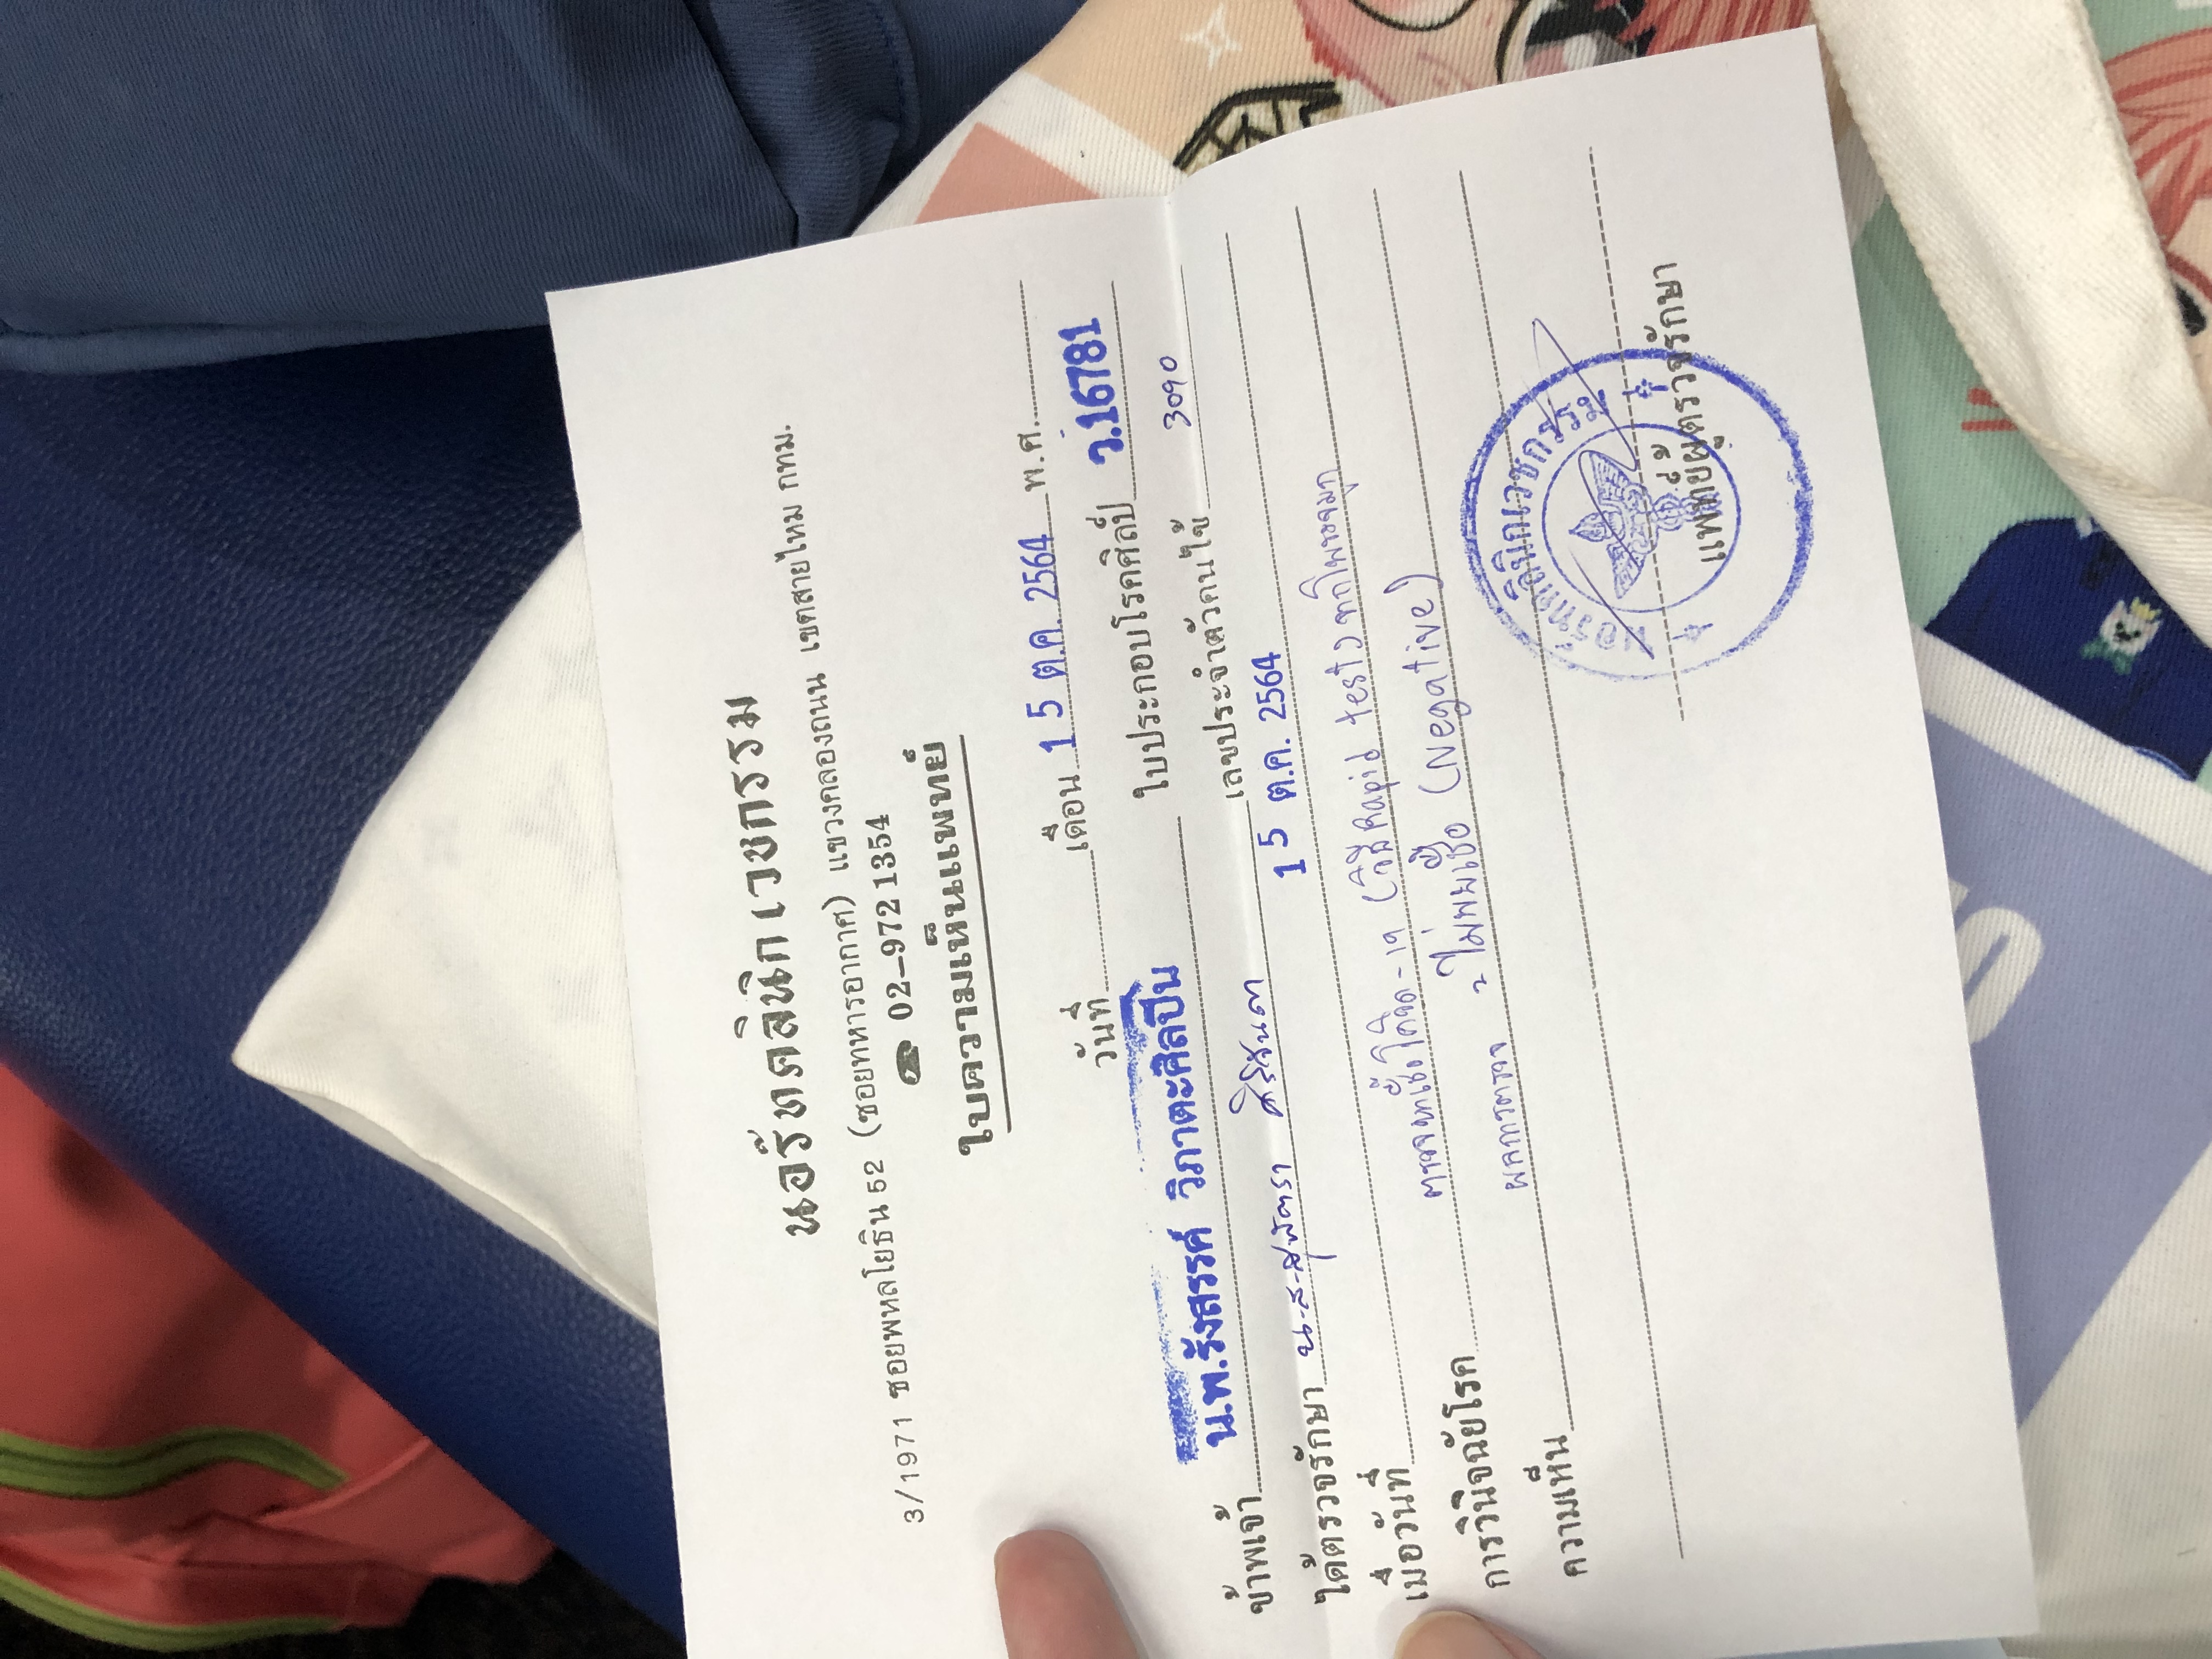 นอร์ทคลินิกเวชกรรม
3/1971 ซอยพหลโยธิน 52 (ซอยทหารอากาศ) แขวงคลองถนน เขตสายไหม กทม.
☎ 02-972 1354
ใบความเห็นแพทย์
วันที่ เดือน 15 ต.ค. 2564 พ.ศ.
ข้าพเจ้า น.พ.รังสรรค์ วิภาตะศิลปิน ใบประกอบโรคศิลป์ ว.16781
ได้ตรวจรักษา น.ส.สุพัตรา ศิริจันดา เลขประจำตัวคนไข้ 3090
เมื่อวันที่ 15 ต.ค. 2564
การวินิจฉัยโรค ตรวจหาเชื้อโควิด-19 (วิธี Rapid test) จากโพรงจมูก
ความเห็น ผลการตรวจ = ไม่พบเชื้อ (Negative)
นอร์ทคลินิกเวชกรรม
แพทย์ผู้ตรวจรักษา